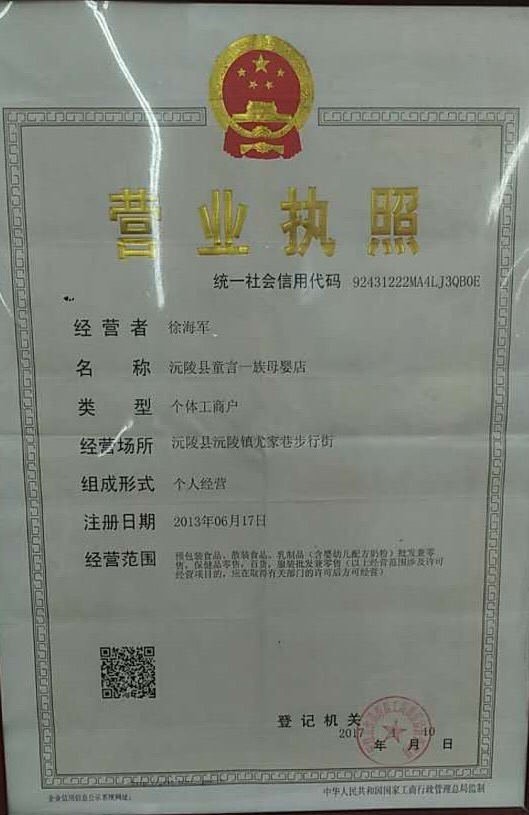 营业执照
统一社会信用代码 92431222MA4LJ3QB0E
经营者 徐海军
名称 沅陵县童言一族母婴店
类型 个体工商户
经营场所 沅陵县沅陵镇尤家巷步行街
组成形式 个人经营
注册日期 2013年06月17日
经营范围 预包装食品、散装食品、乳制品（含婴幼儿配方奶粉）批发兼零
售，保健品零售，百货，服装批发兼零售（以上经营范围涉及许可
经营项目的，应在取得有关部门的许可后方可经营）
登记机关
2017年1月10日
企业信用信息公示系统网址：
中华人民共和国国家工商行政管理总局监制